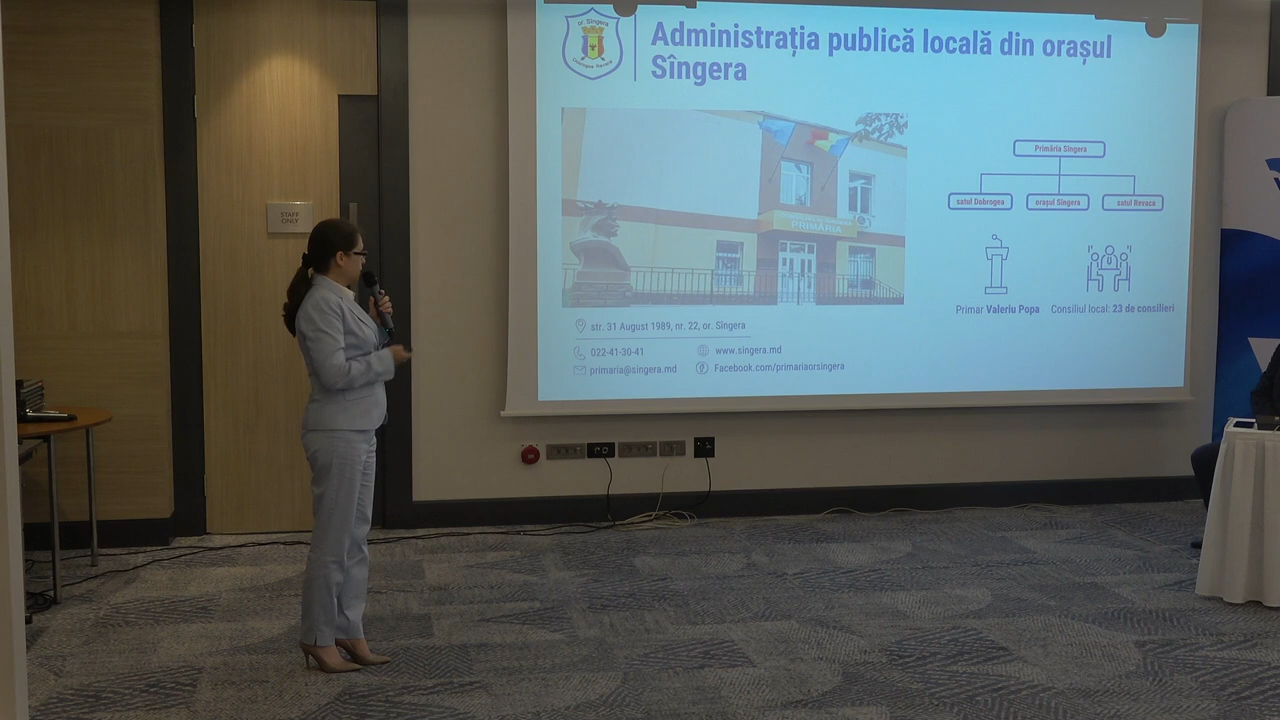 or. Sîngera
Dobrogea Revaca
Administrația publică locală din orașul
Sîngera
PRIMĂRIA
Primăria Sîngera
satul Dobrogea
orașul Sîngera
satul Revaca
Primar Valeriu Popa
Consiliul local: 23 de consilieri
str. 31 August 1989, nr. 22, or. Sîngera
022-41-30-41
www.singera.md
primaria@singera.md
Facebook.com/primariaorsingera
STAFF
ONLY